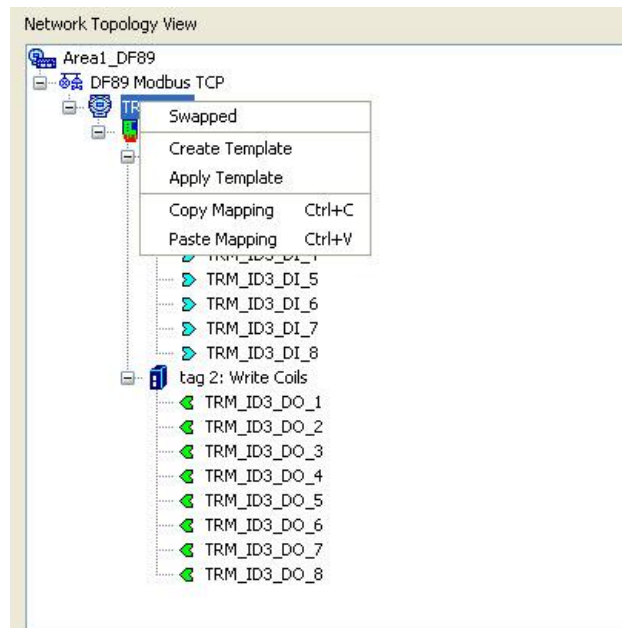 Network Topology View
Area1_DF89
DF89 Modbus TCP
Swapped
Create Template
Apply Template
Copy Mapping Ctrl+C
Paste Mapping Ctrl+V
TRM_ID3_DI_5
TRM_ID3_DI_6
TRM_ID3_DI_7
TRM_ID3_DI_8
tag 2: Write Coils
TRM_ID3_DO_1
TRM_ID3_DO_2
TRM_ID3_DO_3
TRM_ID3_DO_4
TRM_ID3_DO_5
TRM_ID3_DO_6
TRM_ID3_DO_7
TRM_ID3_DO_8